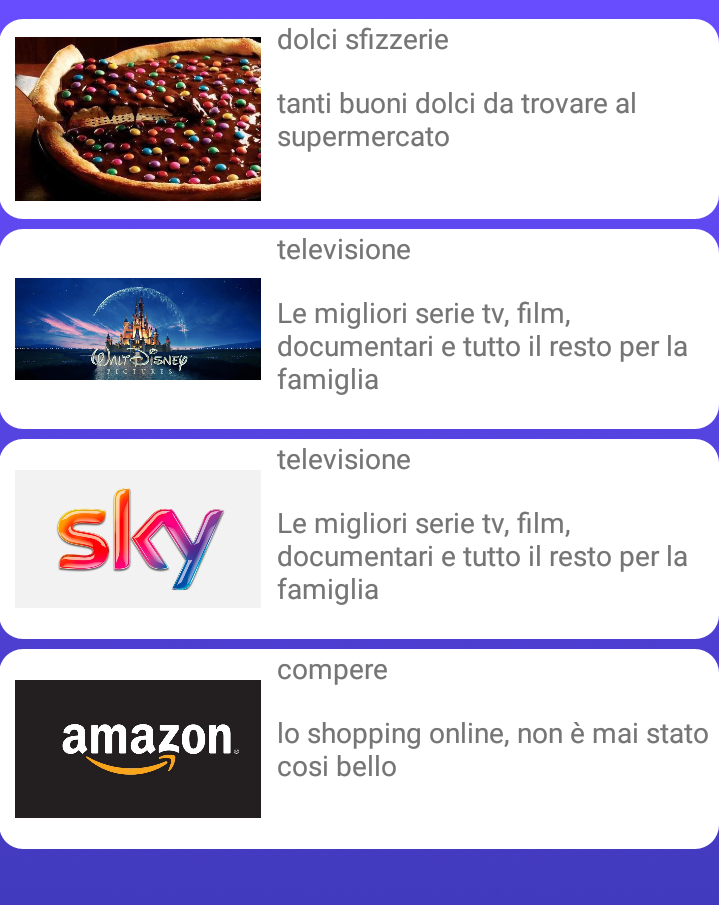 dolci sfizzerie
tanti buoni dolci da trovare al
supermercato
televisione
WALT DISNEY
PICTURES
Le migliori serie tv, film,
documentari e tutto il resto per la
famiglia
televisione
sky
Le migliori serie tv, film,
documentari e tutto il resto per la
famiglia
compere
amazon
lo shopping online, non è mai stato
cosi bello